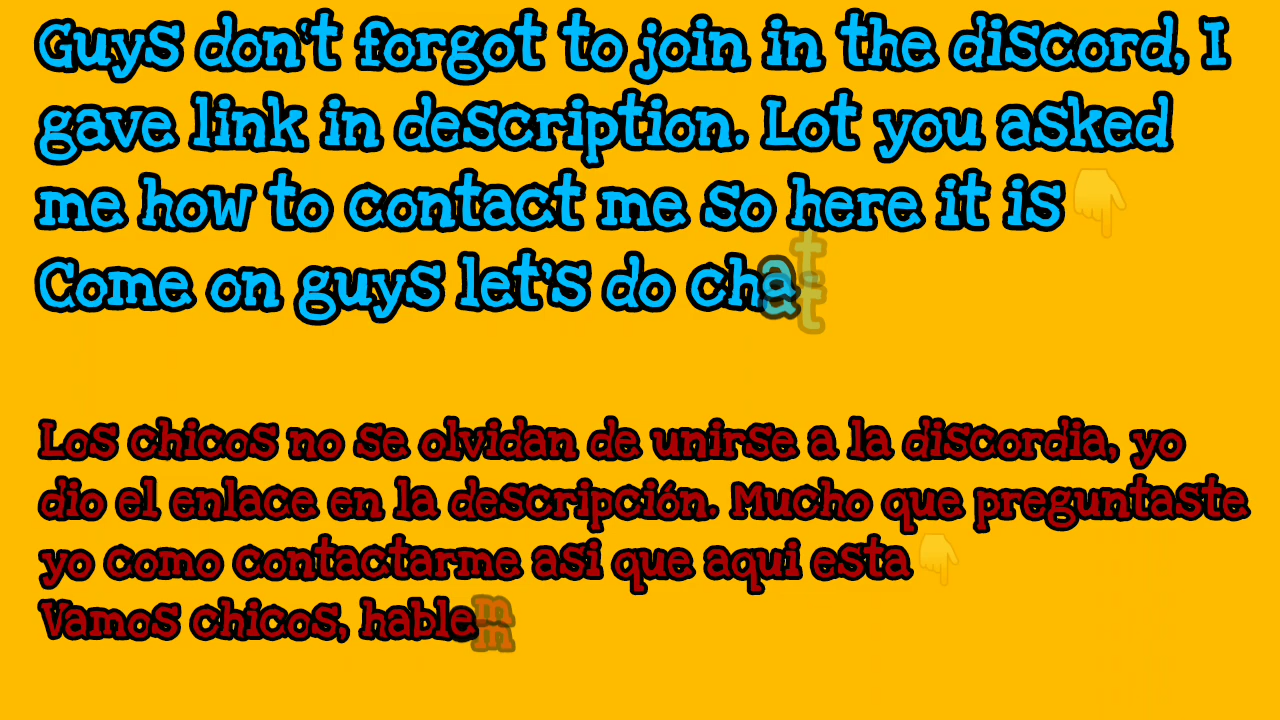 Guys don't forgot to join in the discord, I
gave link in description. Lot you asked
me how to contact me so here it is👇
Come on guys let's do chat
Los chicos no se olvidan de unirse a la discordia, yo
dio el enlace en la descripción. Mucho que preguntaste
yo como contactarme asi que aqui esta👇
Vamos chicos, hablem